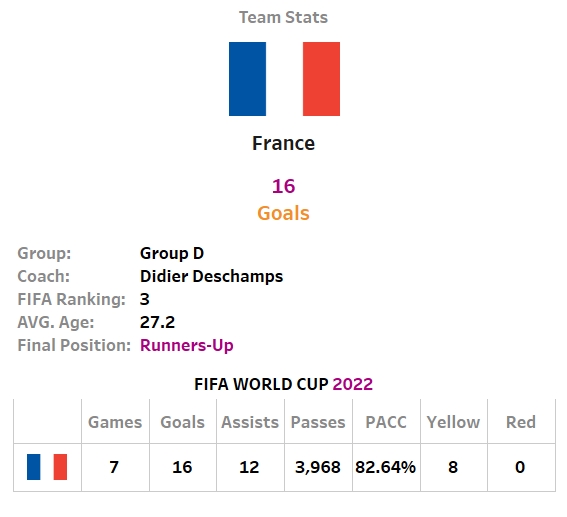 Team Stats
France
16
Goals
Group: Group D
Coach: Didier Deschamps
FIFA Ranking: 3
AVG. Age: 27.2
Final Position: Runners-Up
FIFA WORLD CUP 2022
Games Goals Assists Passes PACC Yellow Red
7 16 12 3,968 82.64% 8 0